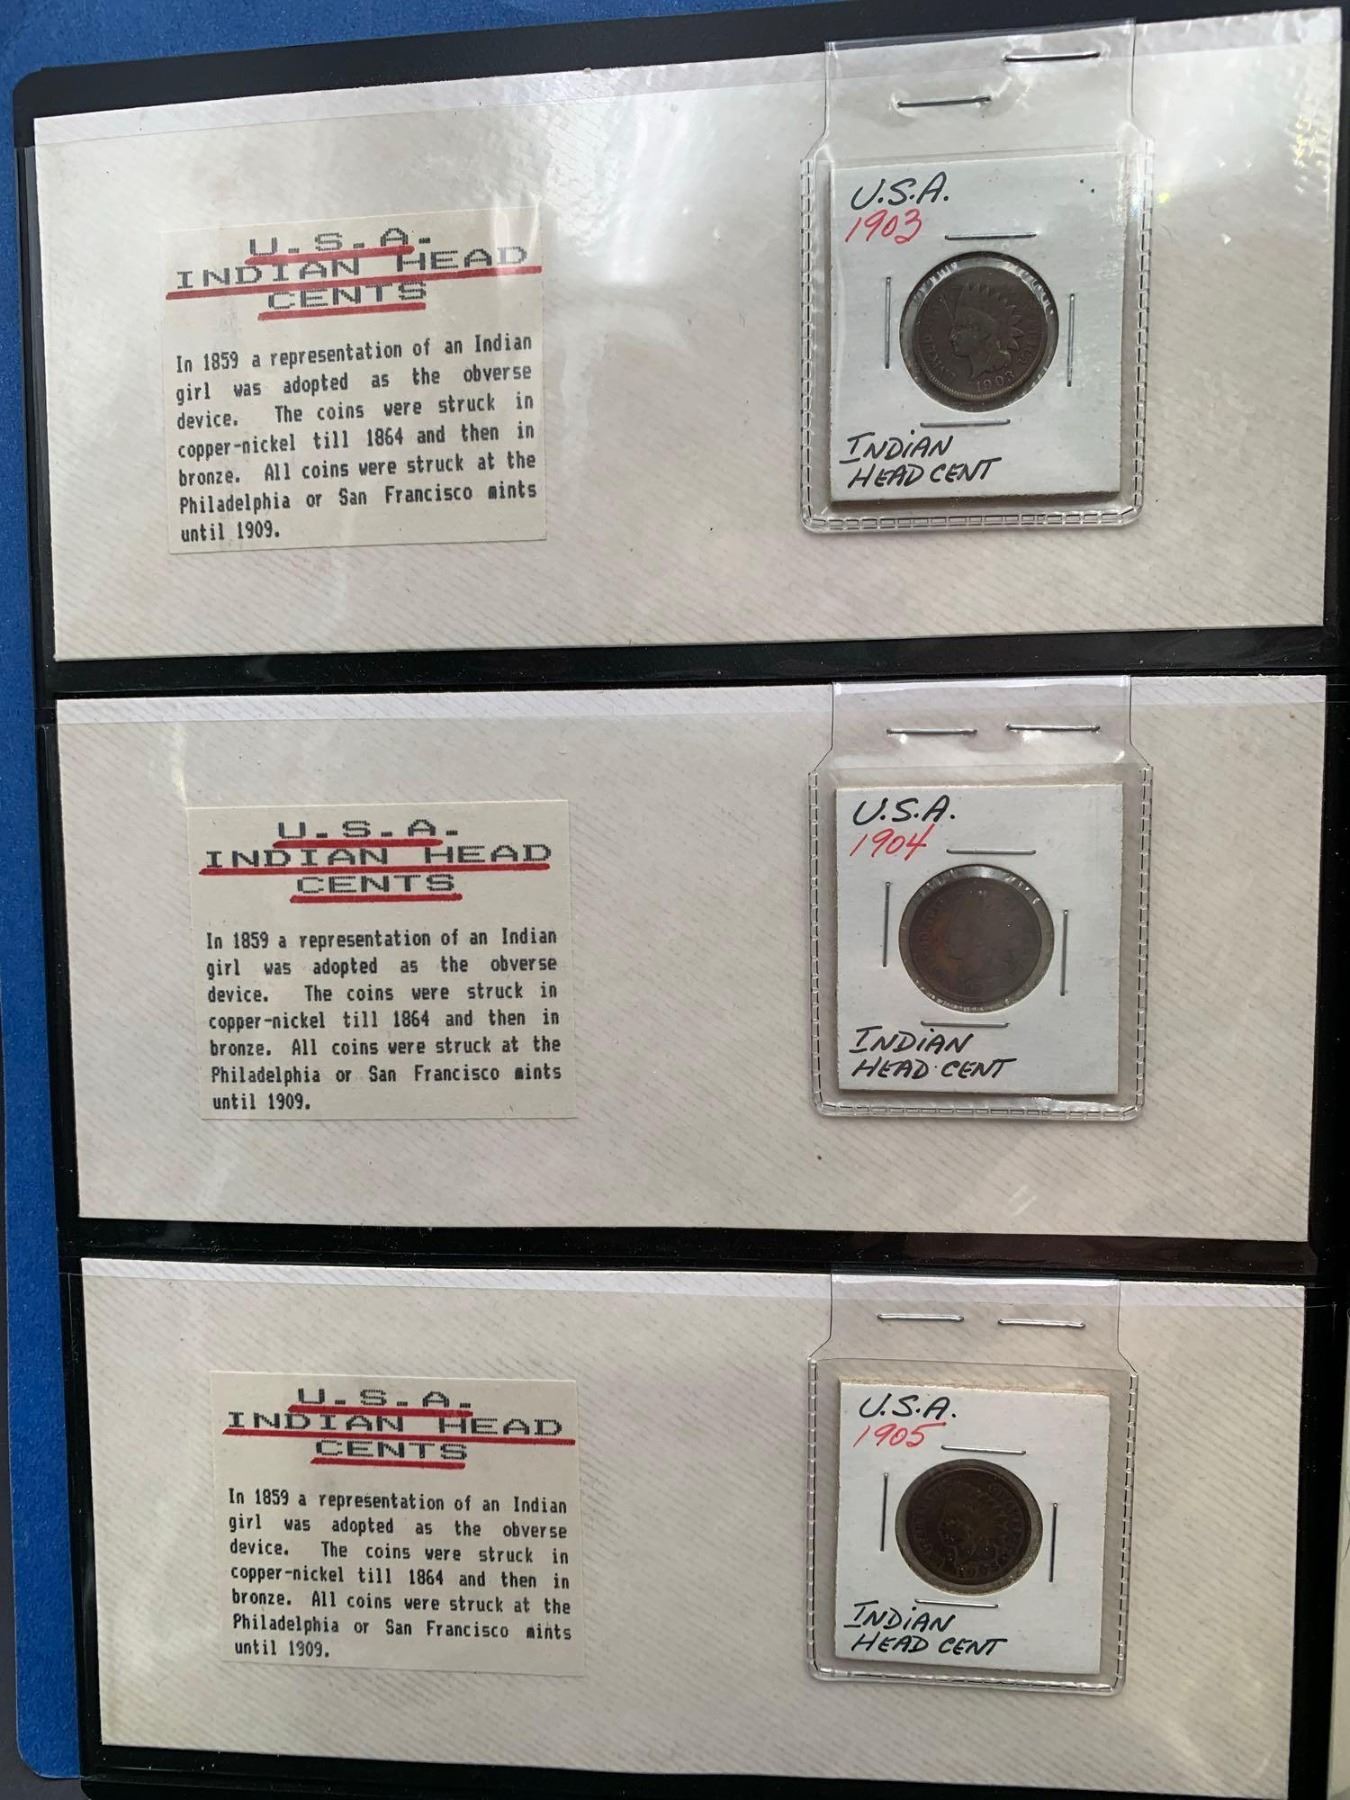 U.S.A.
INDIAN HEAD
CENTS
In 1859 a representation of an Indian
girl was adopted as the obverse
device. The coins were struck in
copper-nickel till 1864 and then in
bronze. All coins were struck at the
Philadelphia or San Francisco mints
until 1909.
U.S.A.
1903
1903
INDIAN
HEAD CENT
U.S.A.
INDIAN HEAD
CENTS
In 1859 a representation of an Indian
girl was adopted as the obverse
device. The coins were struck in
copper-nickel till 1864 and then in
bronze. All coins were struck at the
Philadelphia or San Francisco mints
until 1909.
U.S.A.
1904
INDIAN
HEAD CENT
U.S.A.
INDIAN HEAD
CENTS
In 1859 a representation of an Indian
girl was adopted as the obverse
device. The coins were struck in
copper-nickel till 1864 and then in
bronze. All coins were struck at the
Philadelphia or San Francisco mints
until 1909.
U.S.A.
1905
1905
INDIAN
HEAD CENT